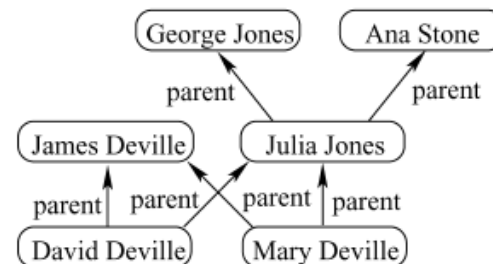 George Jones Ana Stone
parent parent
James Deville Julia Jones
parent parent parent parent
David Deville Mary Deville